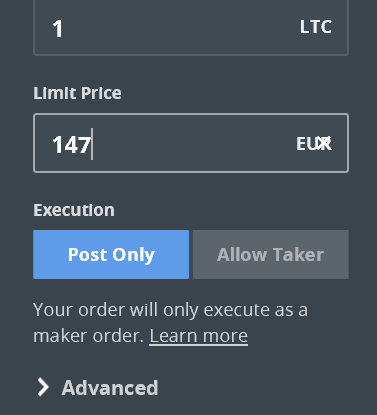 1 LTC
Limit Price
147 EUR
Execution
Post Only Allow Taker
Your order will only execute as a
maker order. Learn more
Advanced